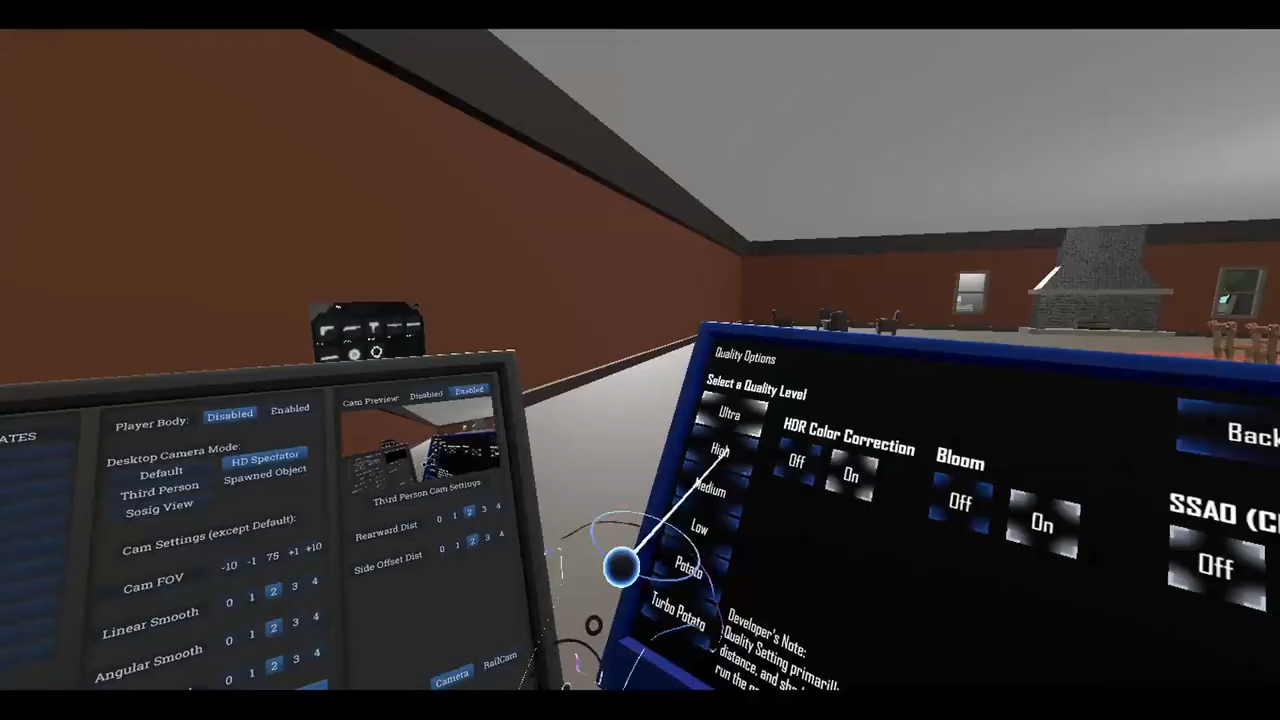 ATES
Player Body: Disabled Enabled
Desktop Camera Mode:
Default HD Spectator
Third Person Spawned Object
Sosig View
Cam Settings (except Default):
Cam FOV -10 -1 75 +1 +10
Linear Smooth 0 1 2 3 4
Angular Smooth 0 1 2 3 4
0 1 2 3 4
Cam Preview: Disabled Enabled
Third Person Cam Settings
Rearward Dist 0 1 2 3 4
Side Offset Dist 0 1 2 3 4
Camera RailCam
Quality Options
Select a Quality Level
Ultra
High
Medium
Low
Potato
Turbo Potato
HDR Color Correction
Off On
Bloom
Off On
Back
SSAO (C
Off
Developer's Note:
Quality Setting primaril
distance, and sha
run the